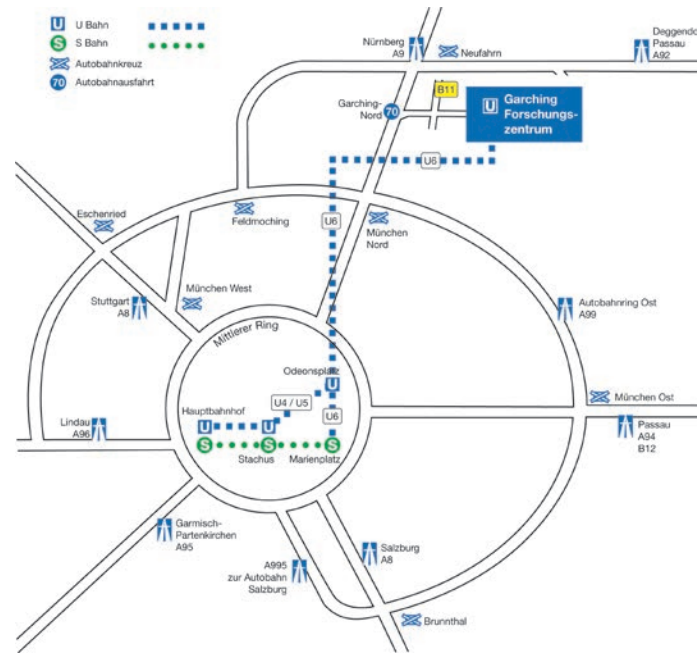 U Bahn
S Bahn
Autobahnkreuz
70 Autobahnausfahrt
Nürnberg
A9
Neufahrn
Deggendo
Passau
A92
B11
Garching-
Nord
70
U Garching
Forschungs-
zentrum
U6
U6
Eschenried
Feldmoching
München
Nord
München West
Stuttgart
A8
Mittlerer Ring
Autobahnring Ost
A99
Odeonsplatz
U
U4 / U5
Hauptbahnhof
U
U
U6
München Ost
Lindau
A96
S
S
S
Stachus
Marienplatz
Passau
A94
B12
Garmisch-
Partenkirchen
A95
A995
zur Autobahn
Salzburg
Salzburg
A8
Brunnthal